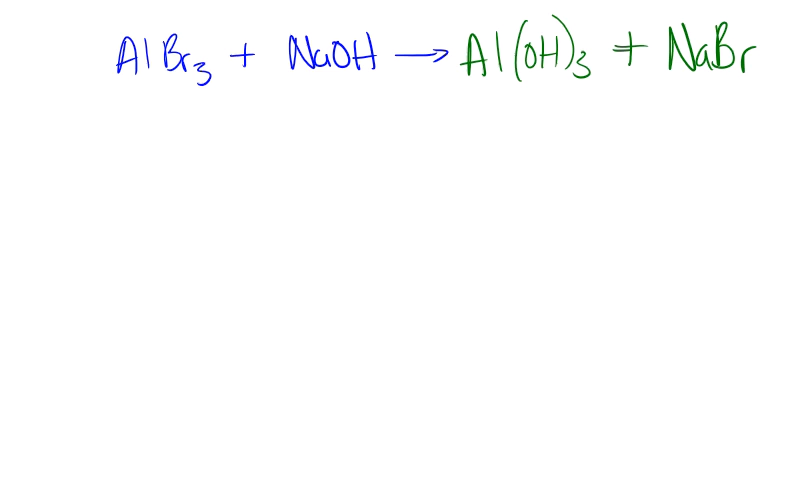 AlBr₃ + NaOH → Al(OH)₃ + NaBr